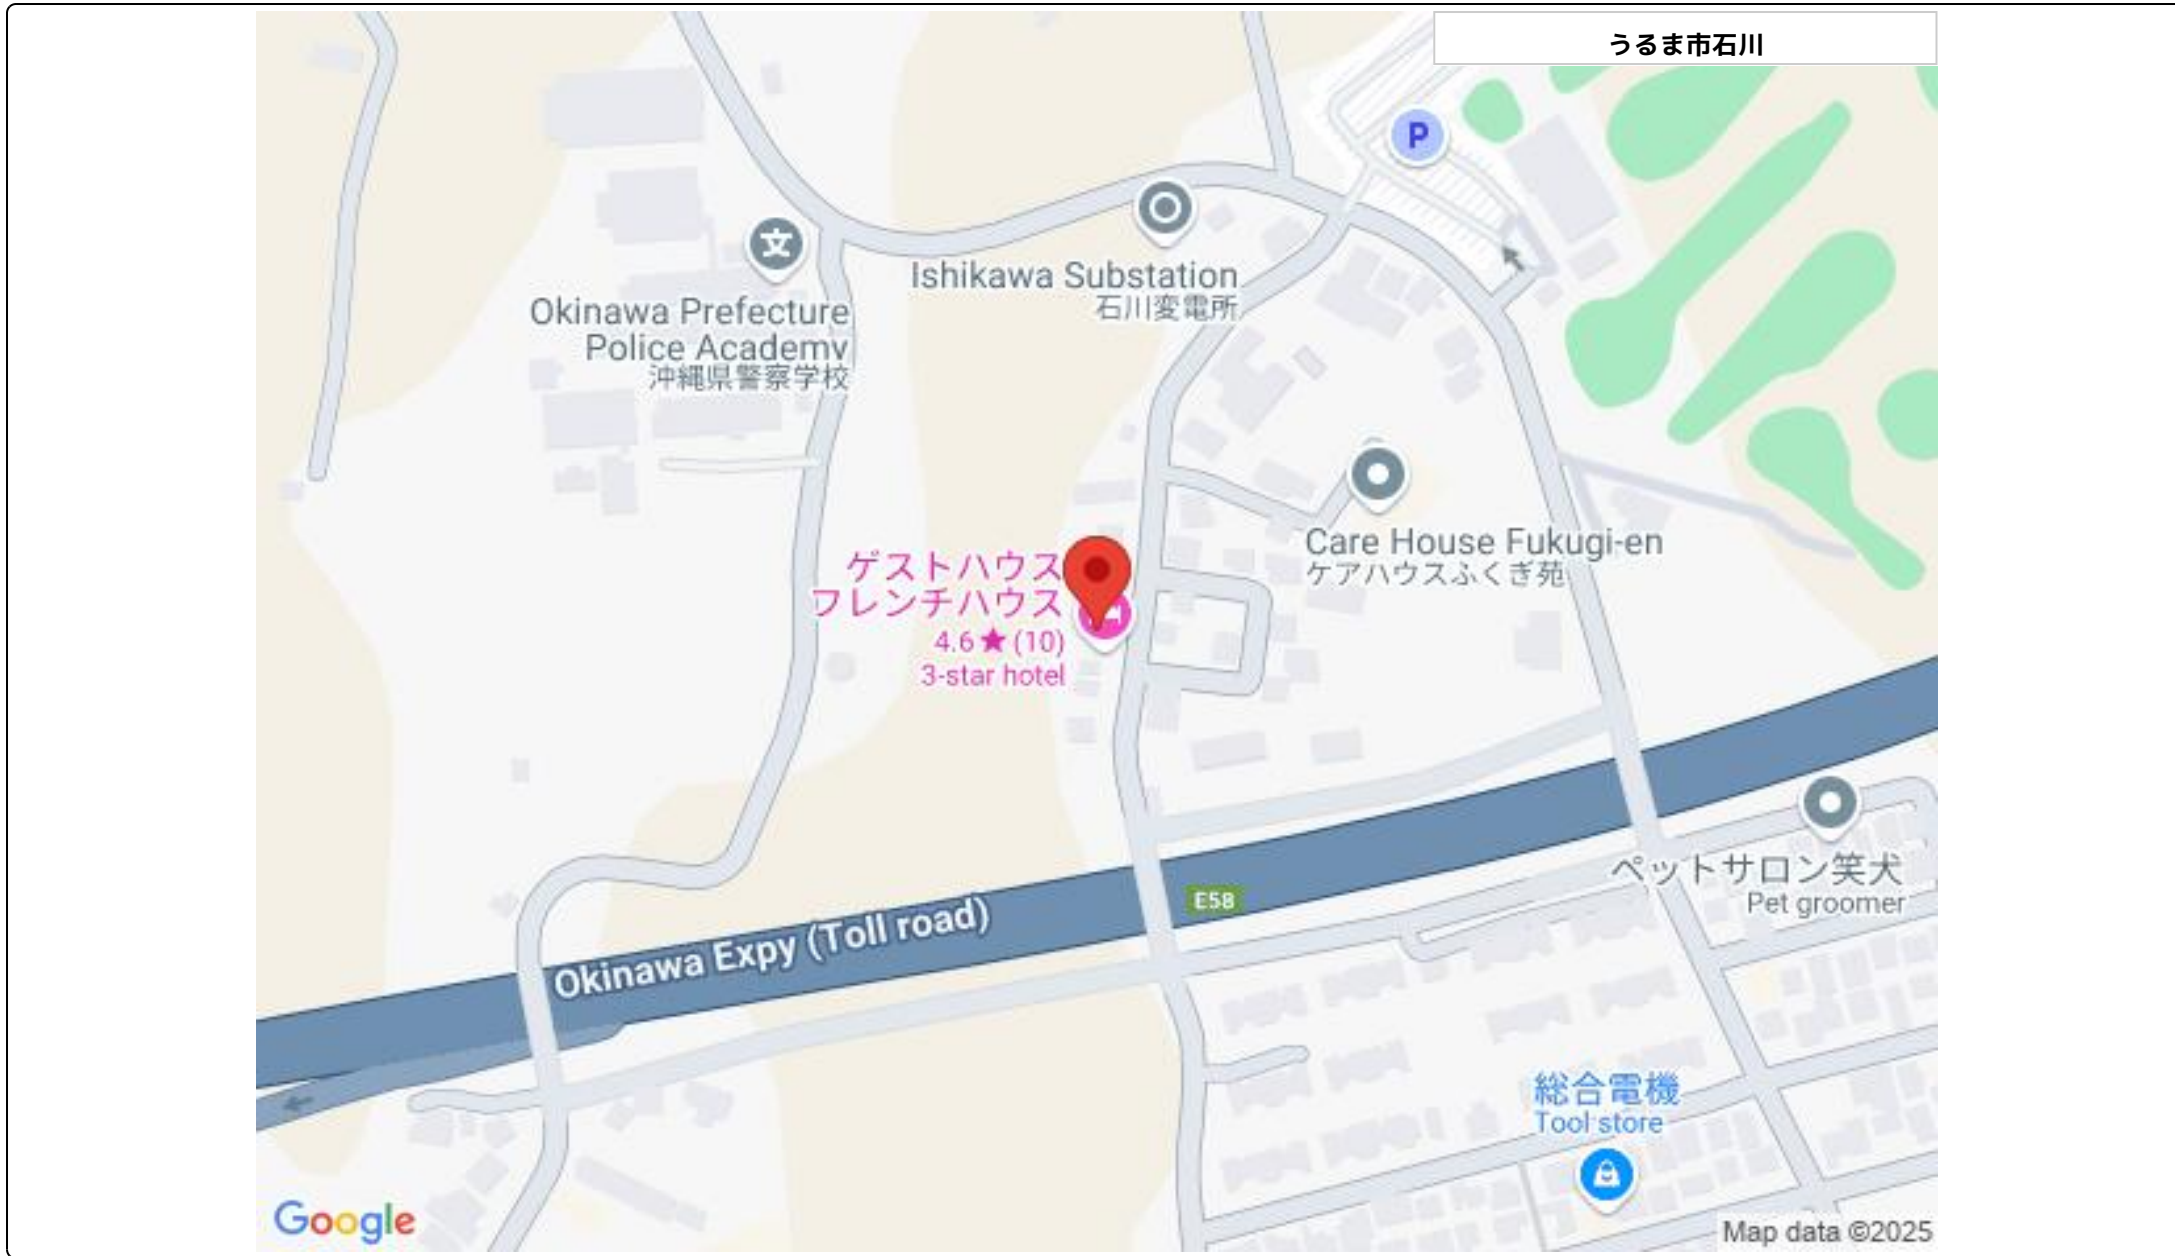 うるま市石川
P
文
Ishikawa Substation
石川変電所
Okinawa Prefecture
Police Academy
沖縄県警察学校
Care House Fukugi-en
ケアハウスふくぎ苑
ゲストハウス
フレンチハウス
4.6★(10)
3-star hotel
ペットサロン笑犬
Pet groomer
E58
Okinawa Expy (Toll road)
総合電機
Tool store
Google
Map data ©2025